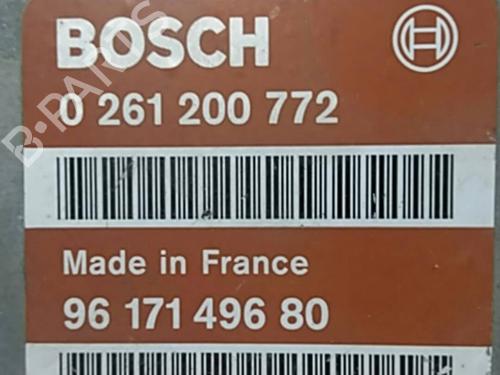 BOSCH
0 261 200 772
Made in France
96 171 496 80
B-PARTS